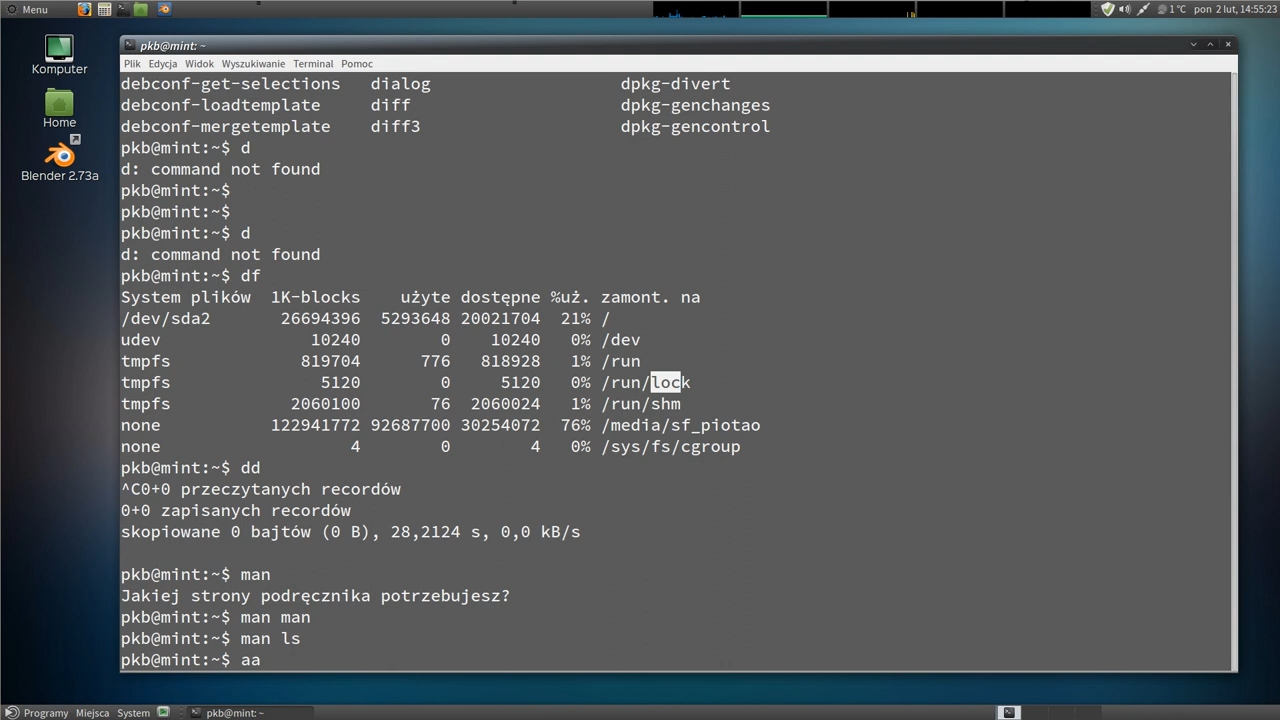 Menu
1 °C pon 2 lut, 14:55:23
Komputer
Home
Blender 2.73a
pkb@mint: ~
Plik Edycja Widok Wyszukiwanie Terminal Pomoc
debconf-get-selections dialog dpkg-divert
debconf-loadtemplate diff dpkg-genchanges
debconf-mergetemplate diff3 dpkg-gencontrol
pkb@mint:~$ d
d: command not found
pkb@mint:~$
pkb@mint:~$
pkb@mint:~$ d
d: command not found
pkb@mint:~$ df
System plików 1K-blocks użyte dostępne %uż. zamont. na
/dev/sda2 26694396 5293648 20021704 21% /
udev 10240 0 10240 0% /dev
tmpfs 819704 776 818928 1% /run
tmpfs 5120 0 5120 0% /run/lock
tmpfs 2060100 76 2060024 1% /run/shm
none 122941772 92687700 30254072 76% /media/sf_piotao
none 4 0 4 0% /sys/fs/cgroup
pkb@mint:~$ dd
^C0+0 przeczytanych recordów
0+0 zapisanych recordów
skopiowane 0 bajtów (0 B), 28,2124 s, 0,0 kB/s
pkb@mint:~$ man
Jakiej strony podręcznika potrzebujesz?
pkb@mint:~$ man man
pkb@mint:~$ man ls
pkb@mint:~$ aa
Programy Miejsca System pkb@mint: ~